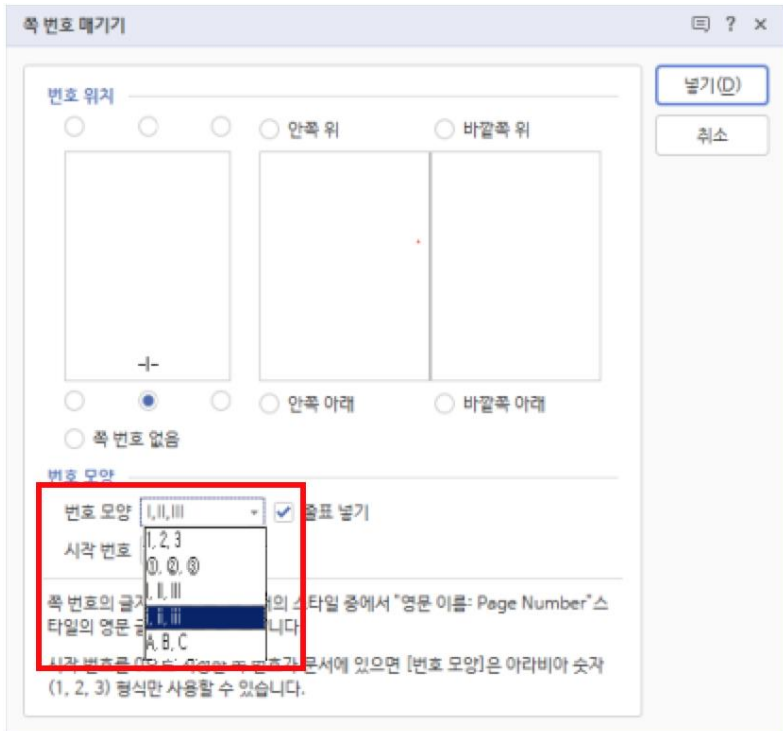 쪽 번호 매기기
넣기(D)
취소
번호 위치
안쪽 위
바깥쪽 위
-I-
안쪽 아래
바깥쪽 아래
쪽 번호 없음
번호 모양
번호 모양 I,II,III 줄표 넣기
시작 번호
1, 2, 3
①, ②, ③
I, II, III
i, ii, iii
A, B, C
쪽 번호의 스타일 중에서 "영문 이름: Page Number"스
타일의 영문
시작 번호를 문서에 있으면 [번호 모양]은 아라비아 숫자
(1, 2, 3) 형식만 사용할 수 있습니다.